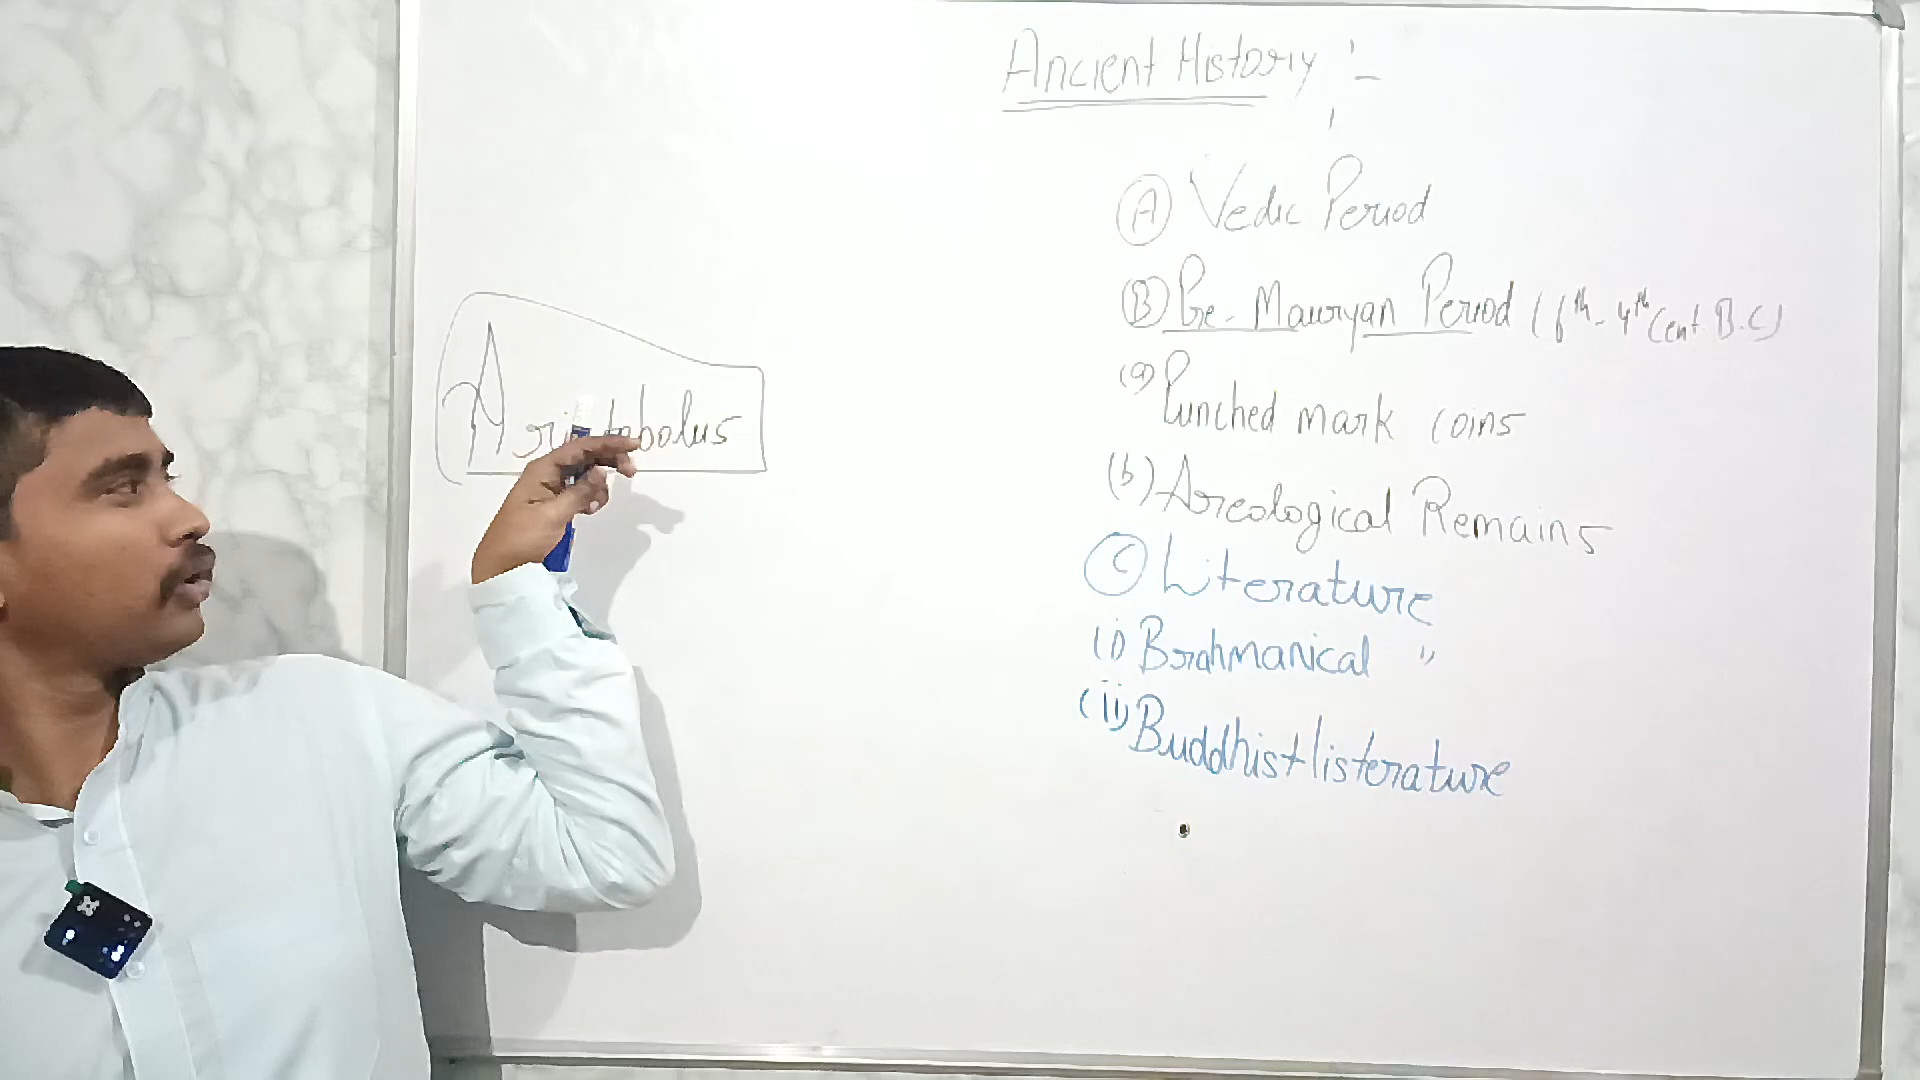 Ancient History :-
(A) Vedic Period
(B) Pre-Mauryan Period (6th-4th Cent. B.C)
(a) Punched mark coins
(b) Areological Remains
(C) Literature
(i) Brahmanical "
(ii) Buddhist listerature